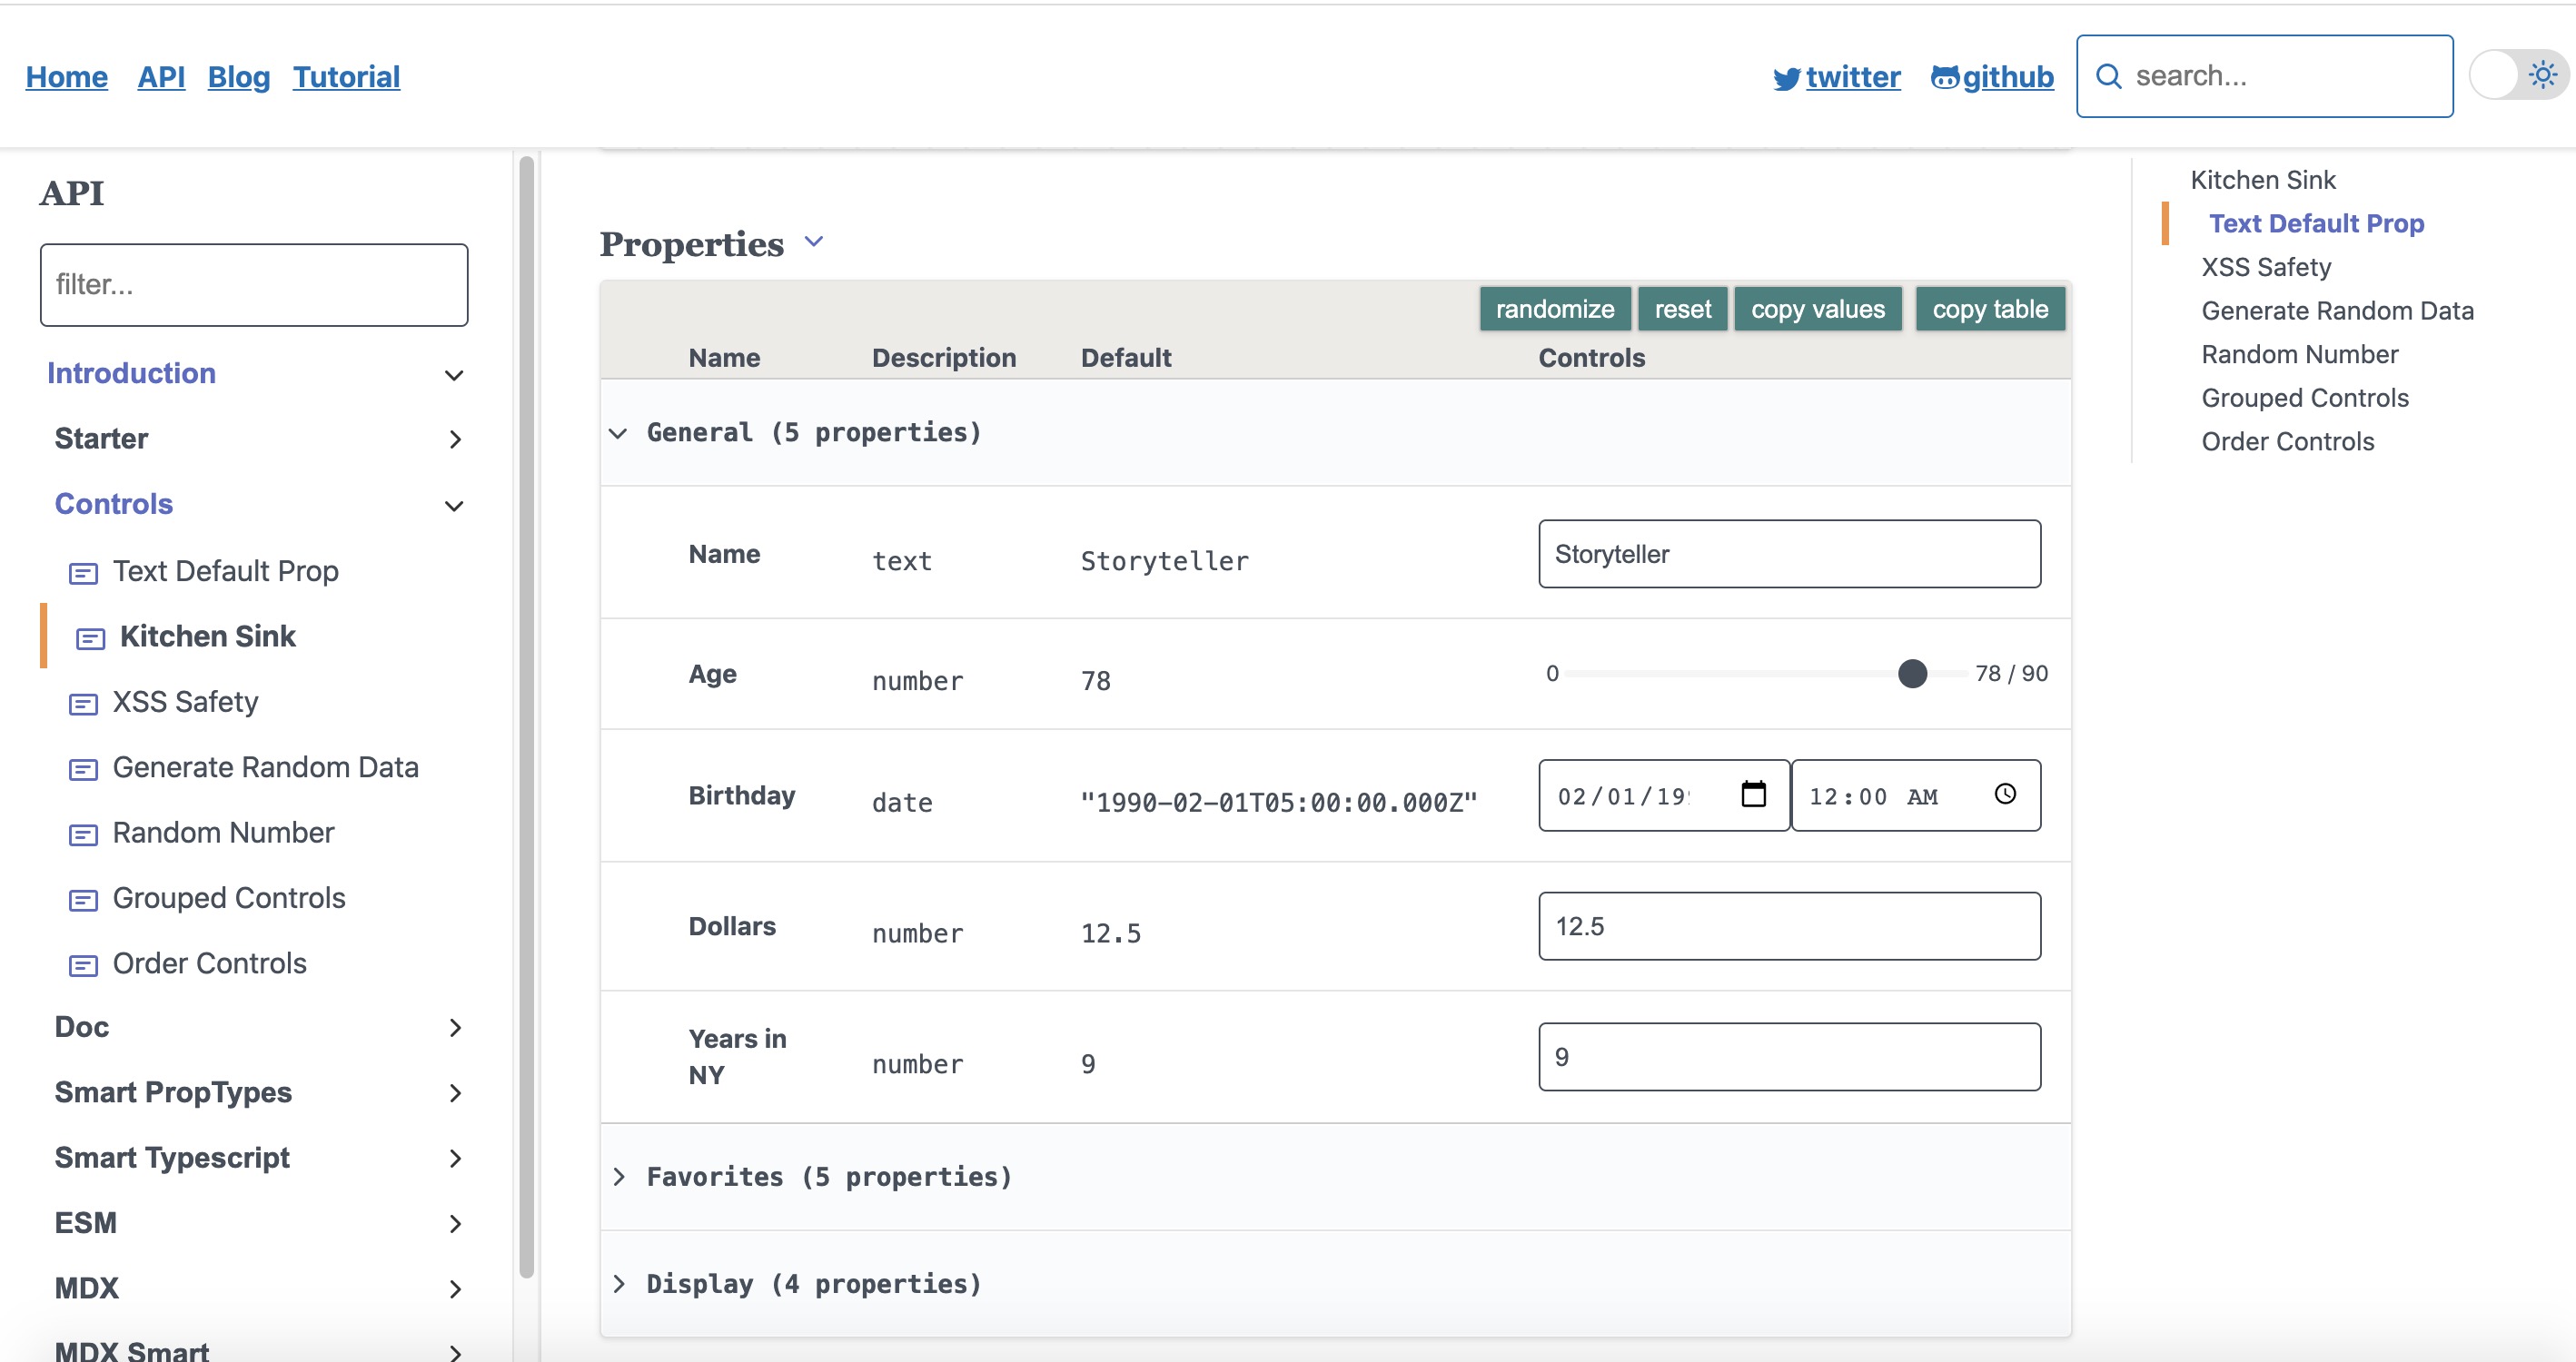 Home API Blog Tutorial twitter github search...
API
filter...
Introduction
Starter
Controls
Text Default Prop
Kitchen Sink
XSS Safety
Generate Random Data
Random Number
Grouped Controls
Order Controls
Doc
Smart PropTypes
Smart Typescript
ESM
MDX
MDX Smart
Properties
randomize reset copy values copy table
Name Description Default Controls
General (5 properties)
Name text Storyteller Storyteller
Age number 78 0 78 / 90
Birthday date "1990-02-01T05:00:00.000Z" 02/01/19 12:00 AM
Dollars number 12.5 12.5
Years in
NY number 9 9
Favorites (5 properties)
Display (4 properties)
Kitchen Sink
Text Default Prop
XSS Safety
Generate Random Data
Random Number
Grouped Controls
Order Controls